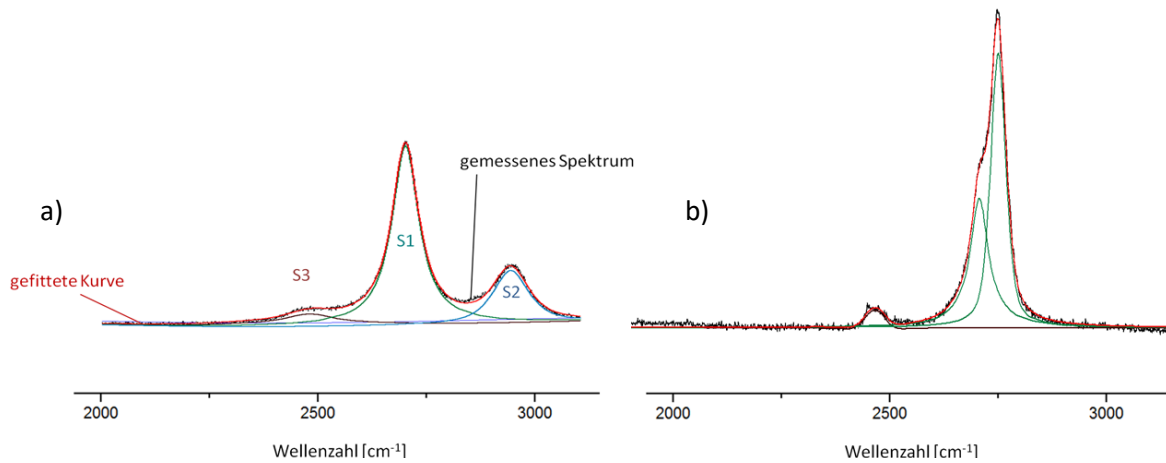 a)
gefittete Kurve
S3
S1
gemessenes Spektrum
S2
2000
2500
3000
Wellenzahl [cm⁻¹]
b)
2000
2500
3000
Wellenzahl [cm⁻¹]